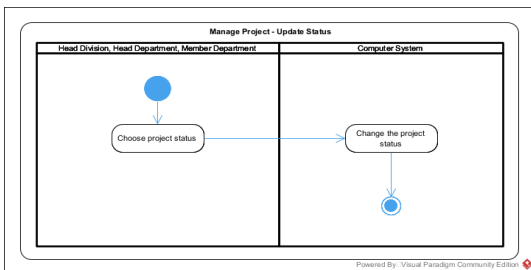 Manage Project - Update Status
Head Division, Head Department, Member Department
Computer System
Choose project status
Change the project
status
Powered By: Visual Paradigm Community Edition